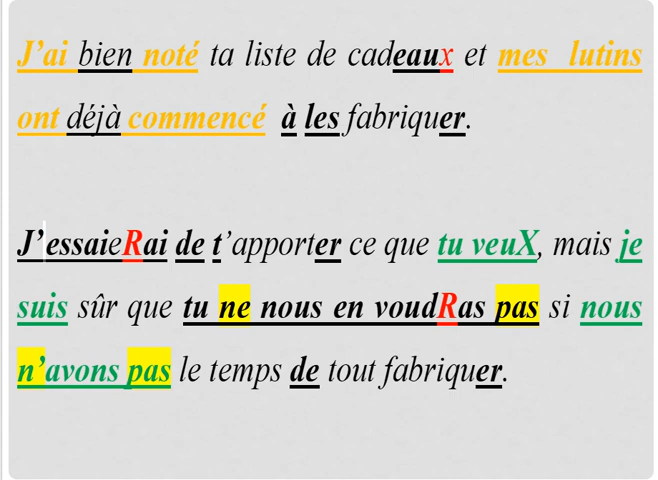 J’ai bien noté ta liste de cadeaux et mes lutins
ont déjà commencé à les fabriquer.
J’essaieRai de t’apporter ce que tu veuX, mais je
suis sûr que tu ne nous en voudRas pas si nous
n’avons pas le temps de tout fabriquer.